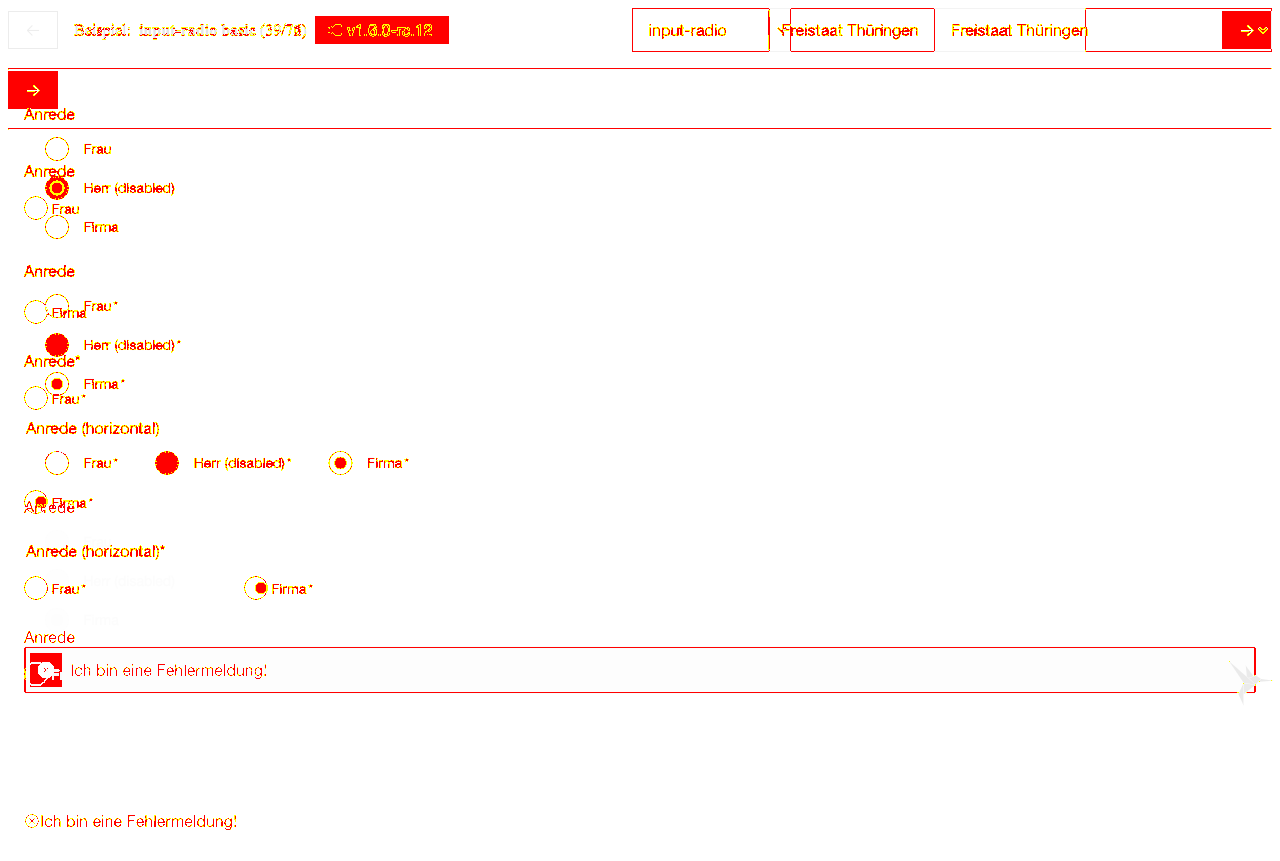 Beispiel: input-radio basic (39/76) v1.6.0-rc.12 input-radio Freistaat Thüringen Freistaat Thüringen
Anrede
Frau
Anrede
Herr (disabled)
Frau
Firma
Anrede
Frau*
Firma
Herr (disabled)*
Anrede*
Firma*
Frau*
Anrede (horizontal)
Frau* Herr (disabled)* Firma*
Firma*
Anrede
Anrede (horizontal)*
Frau* Firma*
Anrede
Ich bin eine Fehlermeldung!
Ich bin eine Fehlermeldung!